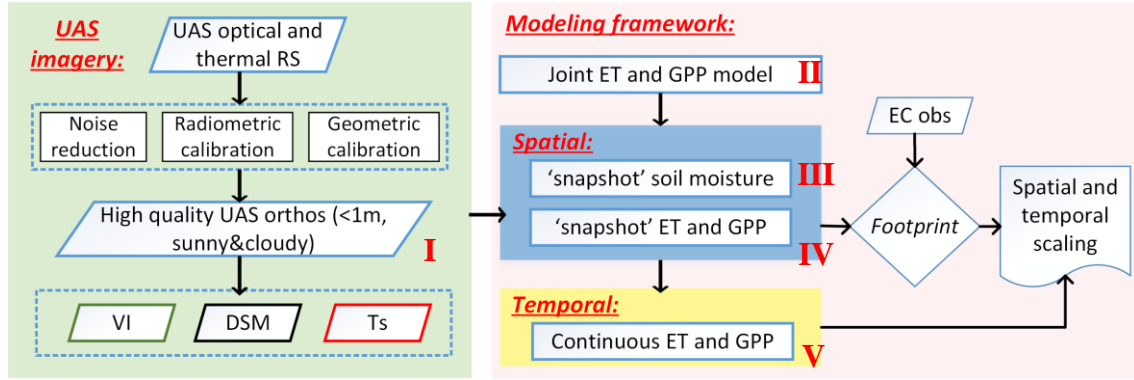 UAS
imagery:
UAS optical and
thermal RS
Noise
reduction
Radiometric
calibration
Geometric
calibration
High quality UAS orthos (<1m,
sunny&cloudy)
I
VI
DSM
Ts
Modeling framework:
Joint ET and GPP model
II
Spatial:
‘snapshot’ soil moisture
III
‘snapshot’ ET and GPP
IV
Temporal:
Continuous ET and GPP
V
EC obs
Footprint
Spatial and
temporal
scaling